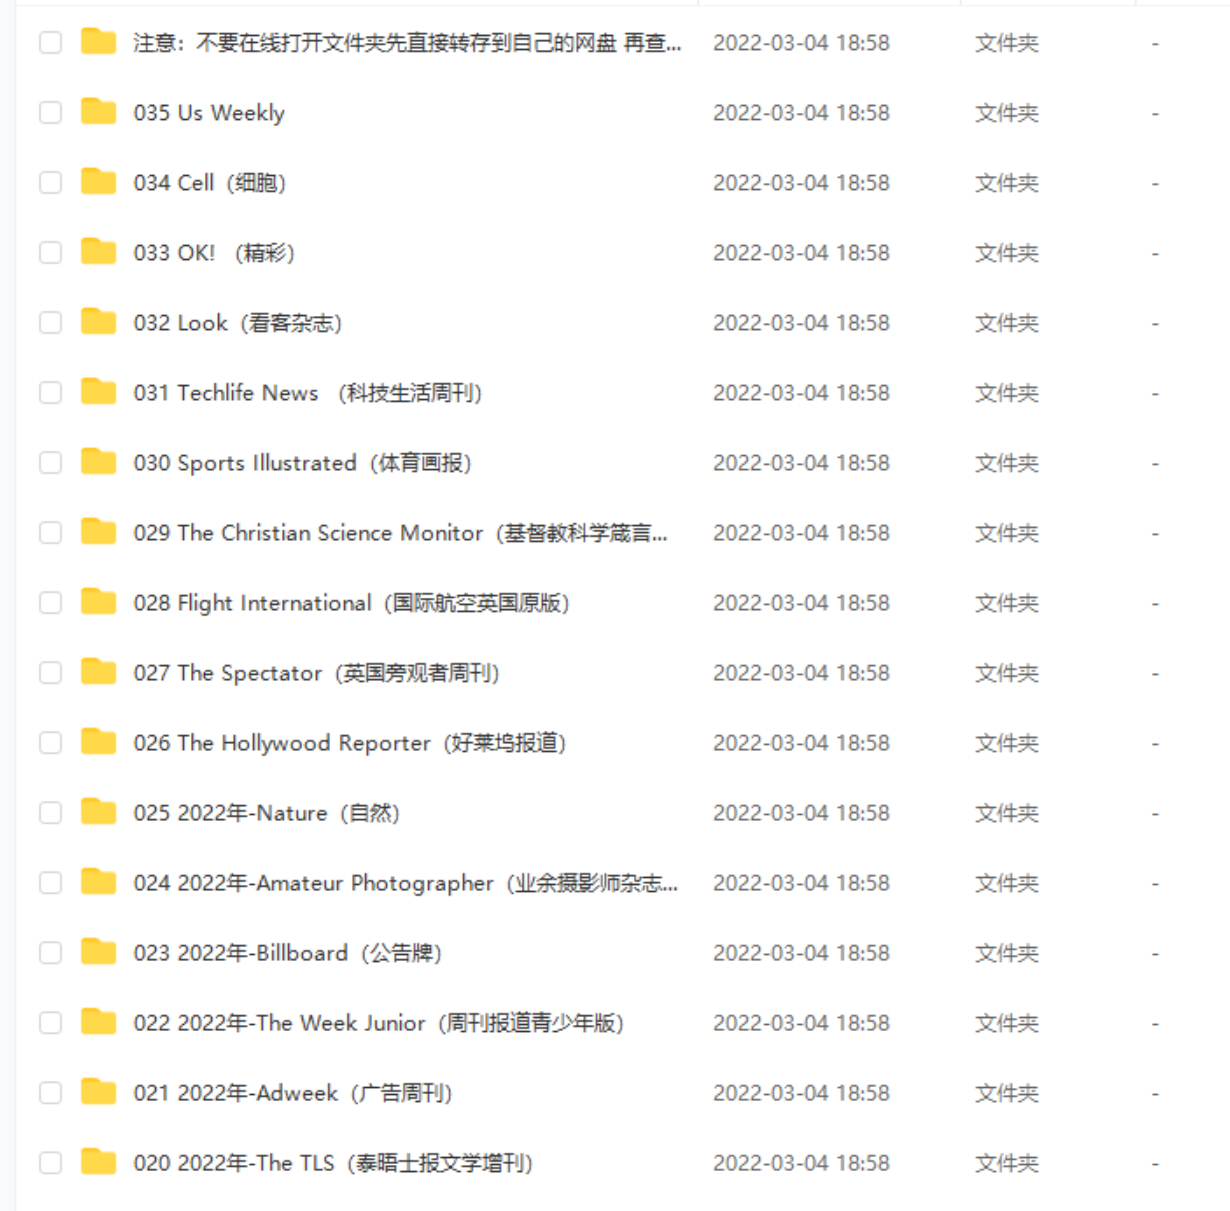 注意：不要在线打开文件夹先直接转存到自己的网盘 再查... 2022-03-04 18:58 文件夹 -
035 Us Weekly 2022-03-04 18:58 文件夹 -
034 Cell（细胞） 2022-03-04 18:58 文件夹 -
033 OK! （精彩） 2022-03-04 18:58 文件夹 -
032 Look（看客杂志） 2022-03-04 18:58 文件夹 -
031 Techlife News （科技生活周刊） 2022-03-04 18:58 文件夹 -
030 Sports Illustrated（体育画报） 2022-03-04 18:58 文件夹 -
029 The Christian Science Monitor（基督教科学箴言... 2022-03-04 18:58 文件夹 -
028 Flight International（国际航空英国原版） 2022-03-04 18:58 文件夹 -
027 The Spectator（英国旁观者周刊） 2022-03-04 18:58 文件夹 -
026 The Hollywood Reporter（好莱坞报道） 2022-03-04 18:58 文件夹 -
025 2022年-Nature（自然） 2022-03-04 18:58 文件夹 -
024 2022年-Amateur Photographer（业余摄影师杂志... 2022-03-04 18:58 文件夹 -
023 2022年-Billboard（公告牌） 2022-03-04 18:58 文件夹 -
022 2022年-The Week Junior（周刊报道青少年版） 2022-03-04 18:58 文件夹 -
021 2022年-Adweek（广告周刊） 2022-03-04 18:58 文件夹 -
020 2022年-The TLS（泰晤士报文学增刊） 2022-03-04 18:58 文件夹 -